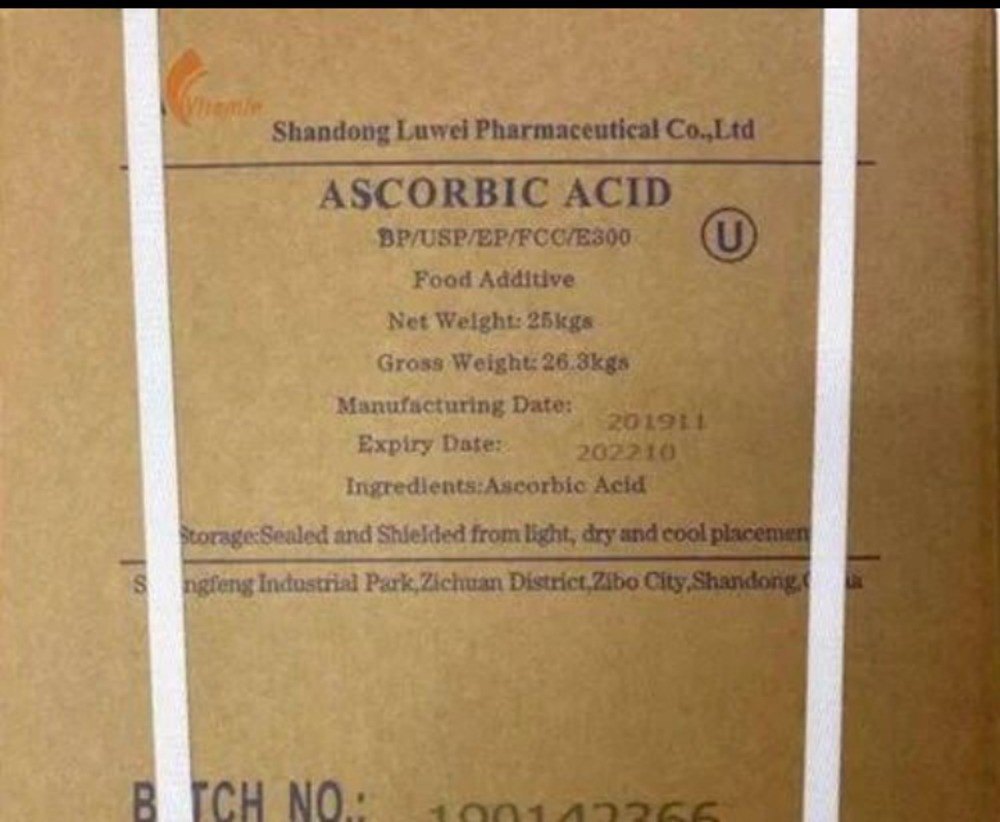 Vitamin
Shandong Luwei Pharmaceutical Co.,Ltd
ASCORBIC ACID
BP/USP/EP/FCC/E300
U
Food Additive
Net Weight: 25kgs
Gross Weight: 26.3kgs
Manufacturing Date: 201911
Expiry Date: 202210
Ingredients:Ascorbic Acid
Storage:Sealed and Shielded from light, dry and cool placemen
S ngfeng Industrial Park,Zichuan District,Zibo City,Shandong,
B TCH NO.: 190142366